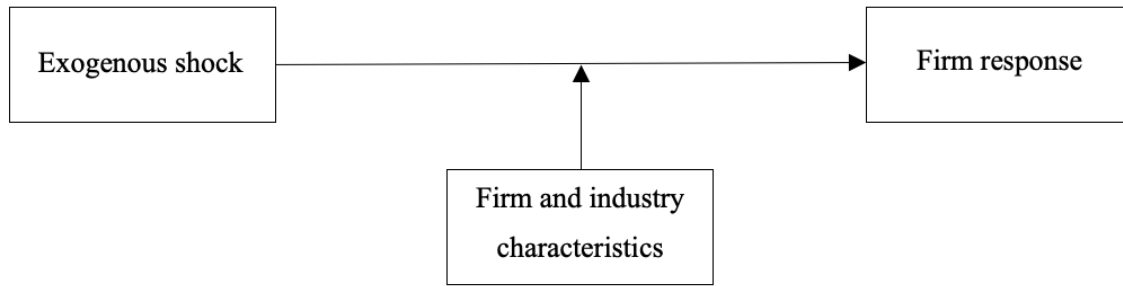 Exogenous shock
Firm response
Firm and industry
characteristics